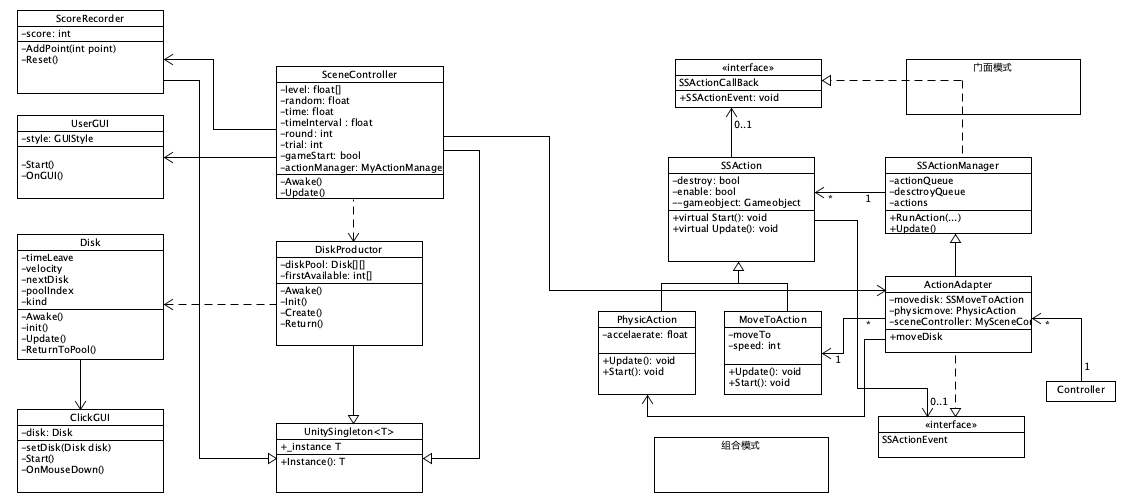 ScoreRecorder
-score: int
-AddPoint(int point)
-Reset()
UserGUI
-style: GUIStyle
-Start()
-OnGUI()
Disk
-timeLeave
-velocity
-nextDisk
-poolIndex
-kind
-Awake()
-init()
-Update()
-ReturnToPool()
ClickGUI
-disk: Disk
-setDisk(Disk disk)
-Start()
-OnMouseDown()
SceneController
-level: float[]
-random: float
-time: float
-timeInterval : float
-round: int
-trial: int
-gameStart: bool
-actionManager: MyActionManage
-Awake()
-Update()
DiskProductor
-diskPool: Disk[][]
-firstAvailable: int[]
-Awake()
-Init()
-Create()
-Return()
UnitySingleton<T>
+_instance T
+Instance(): T
«interface»
SSActionCallBack
+SSActionEvent: void
0..1
门面模式
SSAction
-destroy: bool
-enable: bool
--gameobject: Gameobject
+virtual Start(): void
+virtual Update(): void
* 1
SSActionManager
-actionQueue
-desctroyQueue
-actions
+RunAction(...)
+Update()
PhysicAction
-accelaerate: float
+Update(): void
+Start(): void
MoveToAction
-moveTo
-speed: int
+Update(): void
+Start(): void
* 1
ActionAdapter
-movedisk: SSMoveToAction
-physicmove: PhysicAction
-sceneController: MySceneCor
+moveDisk
*
1
Controller
0..1
«interface»
SSActionEvent
组合模式